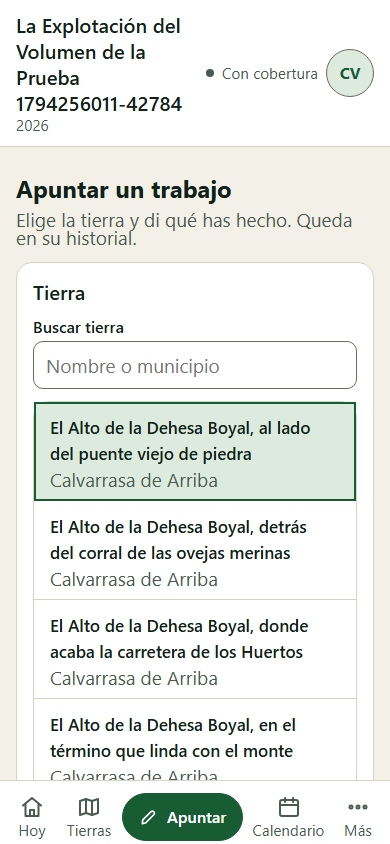 La Explotación del
Volumen de la
Prueba
1794256011-42784
2026
Con cobertura
CV
Apuntar un trabajo
Elige la tierra y di qué has hecho. Queda
en su historial.
Tierra
Buscar tierra
Nombre o municipio
El Alto de la Dehesa Boyal, al lado
del puente viejo de piedra
Calvarrasa de Arriba
El Alto de la Dehesa Boyal, detrás
del corral de las ovejas merinas
Calvarrasa de Arriba
El Alto de la Dehesa Boyal, donde
acaba la carretera de los Huertos
Calvarrasa de Arriba
El Alto de la Dehesa Boyal, en el
término que linda con el monte
Calvarrasa de Arriba
Hoy
Tierras
Apuntar
Calendario
Más